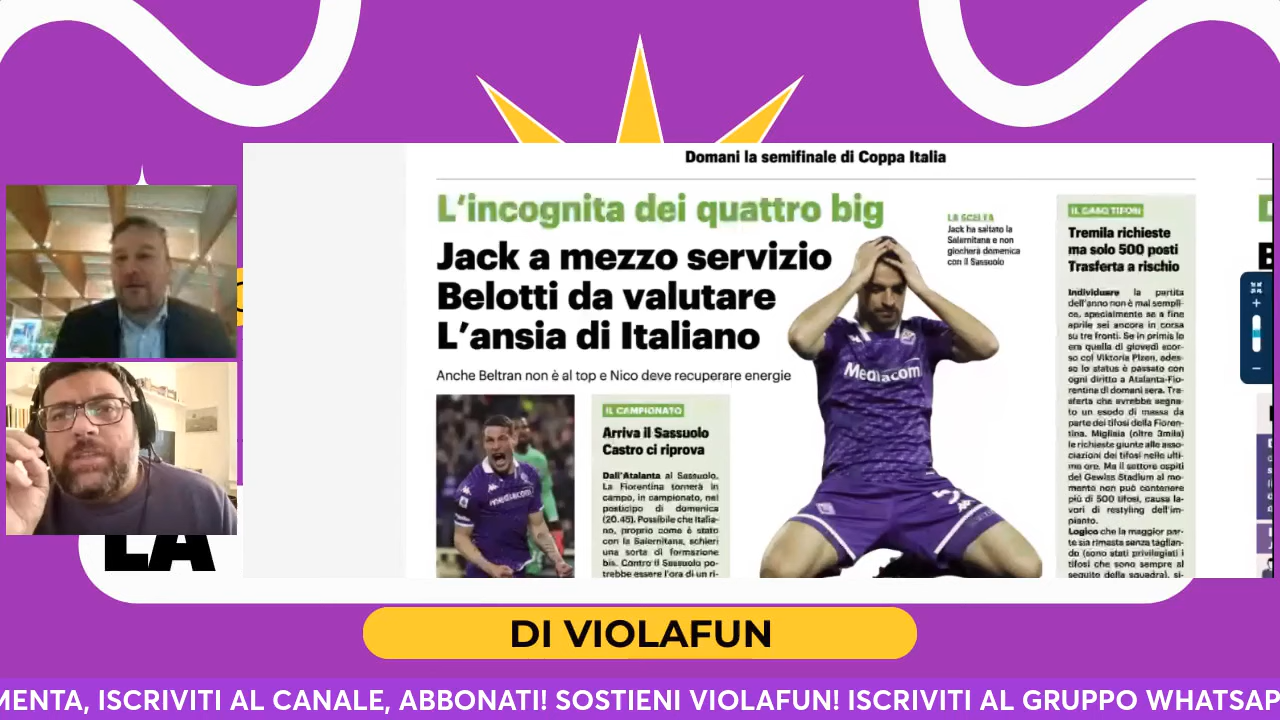 Domani la semifinale di Coppa Italia
L'incognita dei quattro big
Jack a mezzo servizio
Belotti da valutare
L'ansia di Italiano
Anche Beltran non è al top e Nico deve recuperare energie
LA SCELTA
Jack ha saltato la
Salernitana e non
giocherà domenica
con il Sassuolo
Mediacom
mediacom
IL CAMPIONATO
Arriva il Sassuolo
Castro ci riprova
Dall'Atalanta al Sassuolo.
La Fiorentina tornerà in
campo, in campionato, nel
posticipo di domenica
(20.45). Possibile che Italia-
no, proprio come è stato
con la Salernitana, schieri
una sorta di formazione
bis. Contro il Sassuolo po-
trebbe essere l'ora di un ri-
IL CASO TIFOSI
Tremila richieste
ma solo 500 posti
Trasferta a rischio
Individuare la partita
dell'anno non è mai sempli-
ce, specialmente se a fine
aprile sei ancora in corsa
su tre fronti. Se in primis lo
era quella di giovedì scor-
so col Viktoria Plzen, ades-
so lo status è passato con
ogni diritto a Atalanta-Fio-
rentina di domani sera. Tra-
sferta che avrebbe segna-
to un esodo di massa da
parte dei tifosi della Fioren-
tina. Migliaia (oltre 3mila)
le richieste giunte alle asso-
ciazioni dei tifosi nelle ulti-
me ore. Ma il settore ospiti
del Gewiss Stadium al mo-
mento non può contenere
più di 500 tifosi, causa la-
vori di restyling dell'im-
pianto.
Logico che la maggior par-
te sia rimasta senza taglian-
do (sono stati privilegiati i
tifosi che sono sempre al
seguito della squadra), si-
LA
DI VIOLAFUN
MENTA, ISCRIVITI AL CANALE, ABBONATI! SOSTIENI VIOLAFUN! ISCRIVITI AL GRUPPO WHATSAP